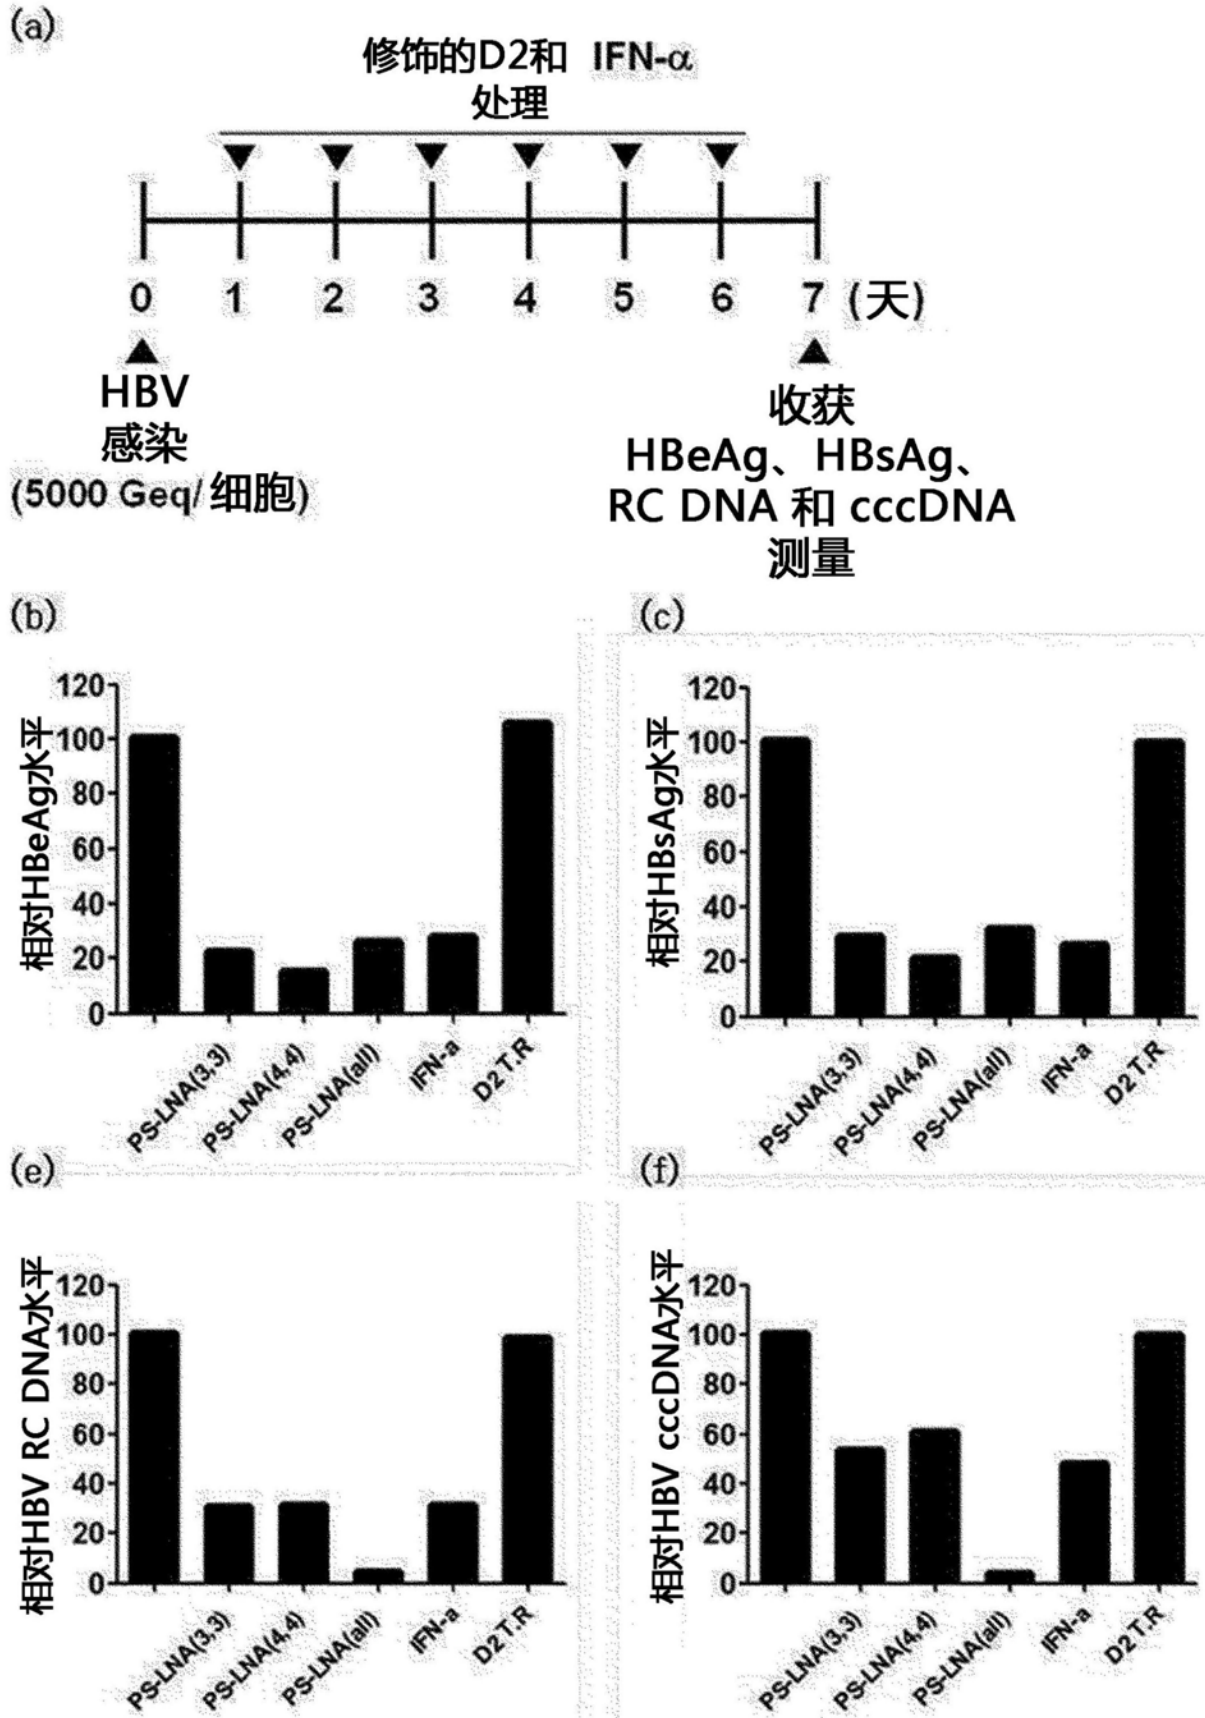 (a)
修饰的D2和 IFN-α
处理
0 1 2 3 4 5 6 7 (天)
HBV
感染
(5000 Geq/细胞)
收获
HBeAg、HBsAg、
RC DNA 和 cccDNA
测量
(b)
相对HBeAg水平
120
100
80
60
40
20
0
PS-LNA(3,3)
PS-LNA(4,4)
PS-LNA(all)
IFN-a
D2 T.R
(c)
相对HBsAg水平
120
100
80
60
40
20
0
PS-LNA(3,3)
PS-LNA(4,4)
PS-LNA(all)
IFN-a
D2 T.R
(e)
相对HBV RC DNA水平
120
100
80
60
40
20
0
PS-LNA(3,3)
PS-LNA(4,4)
PS-LNA(all)
IFN-a
D2 T.R
(f)
相对HBV cccDNA水平
120
100
80
60
40
20
0
PS-LNA(3,3)
PS-LNA(4,4)
PS-LNA(all)
IFN-a
D2 T.R